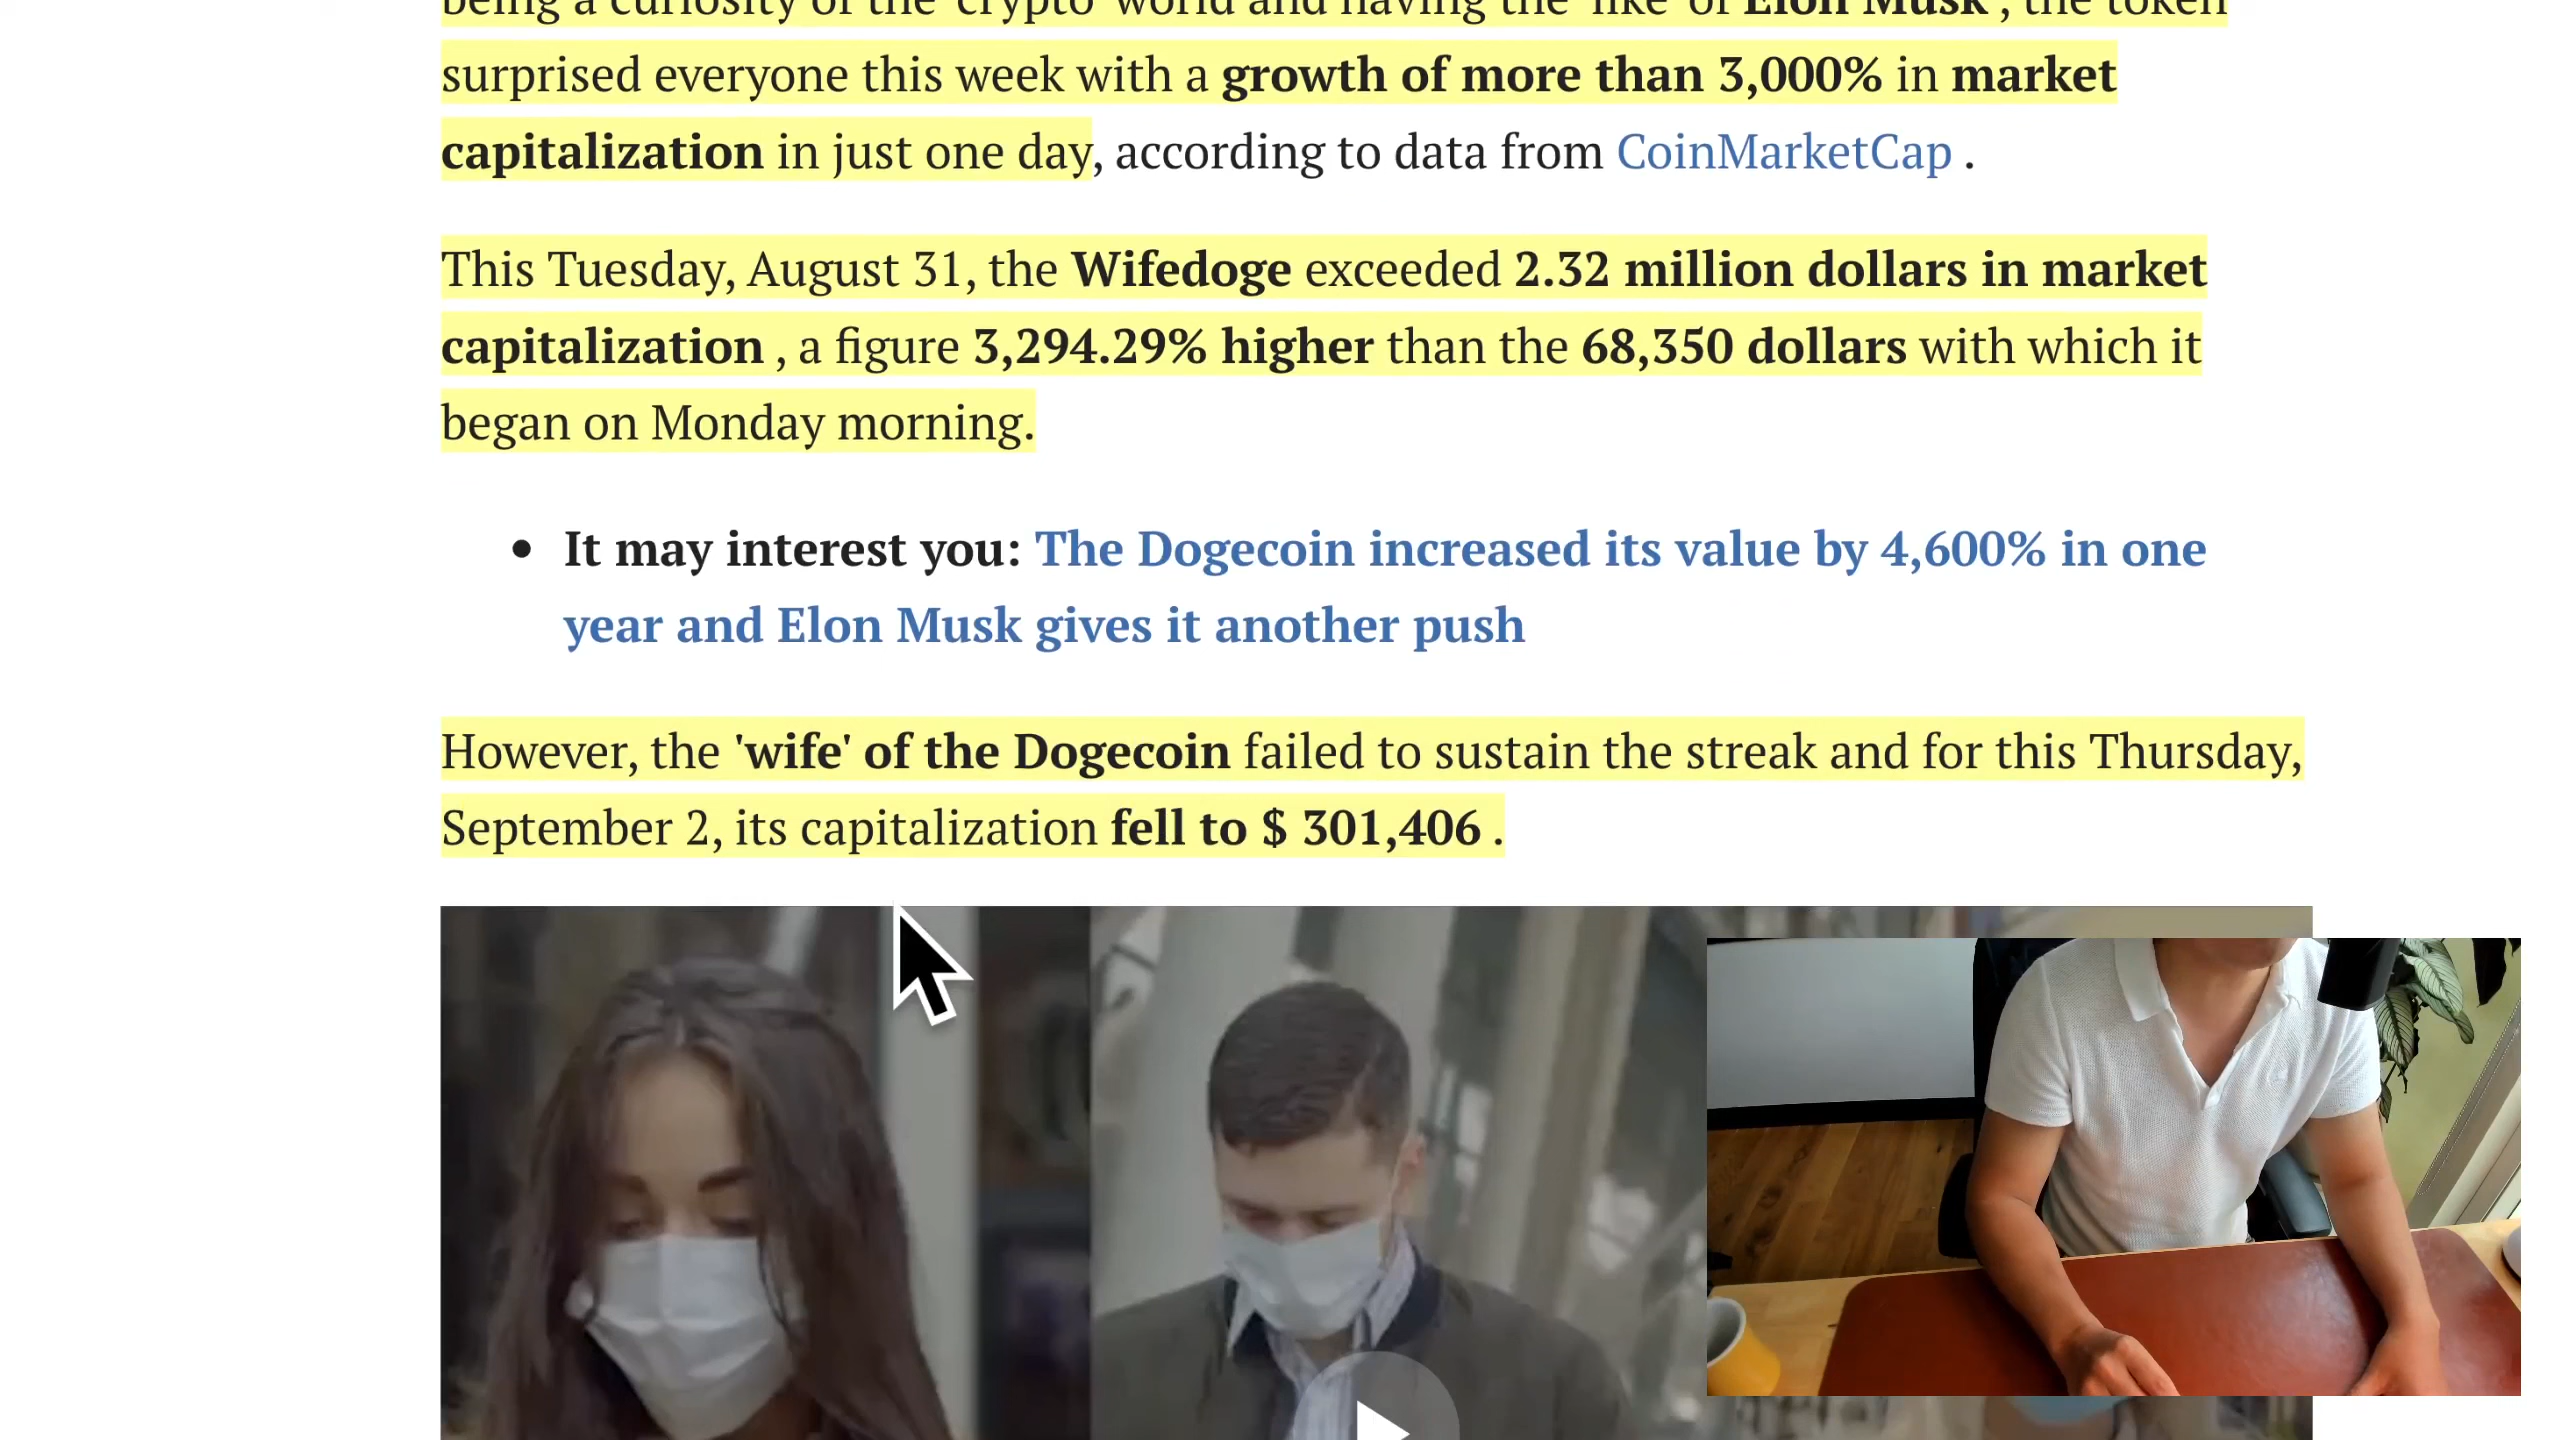 being a curiosity of the 'crypto' world and having the 'like' of Elon Musk , the token
surprised everyone this week with a growth of more than 3,000% in market
capitalization in just one day, according to data from CoinMarketCap .
This Tuesday, August 31, the Wifedoge exceeded 2.32 million dollars in market
capitalization , a figure 3,294.29% higher than the 68,350 dollars with which it
began on Monday morning.
• It may interest you: The Dogecoin increased its value by 4,600% in one
year and Elon Musk gives it another push
However, the 'wife' of the Dogecoin failed to sustain the streak and for this Thursday,
September 2, its capitalization fell to $ 301,406 .